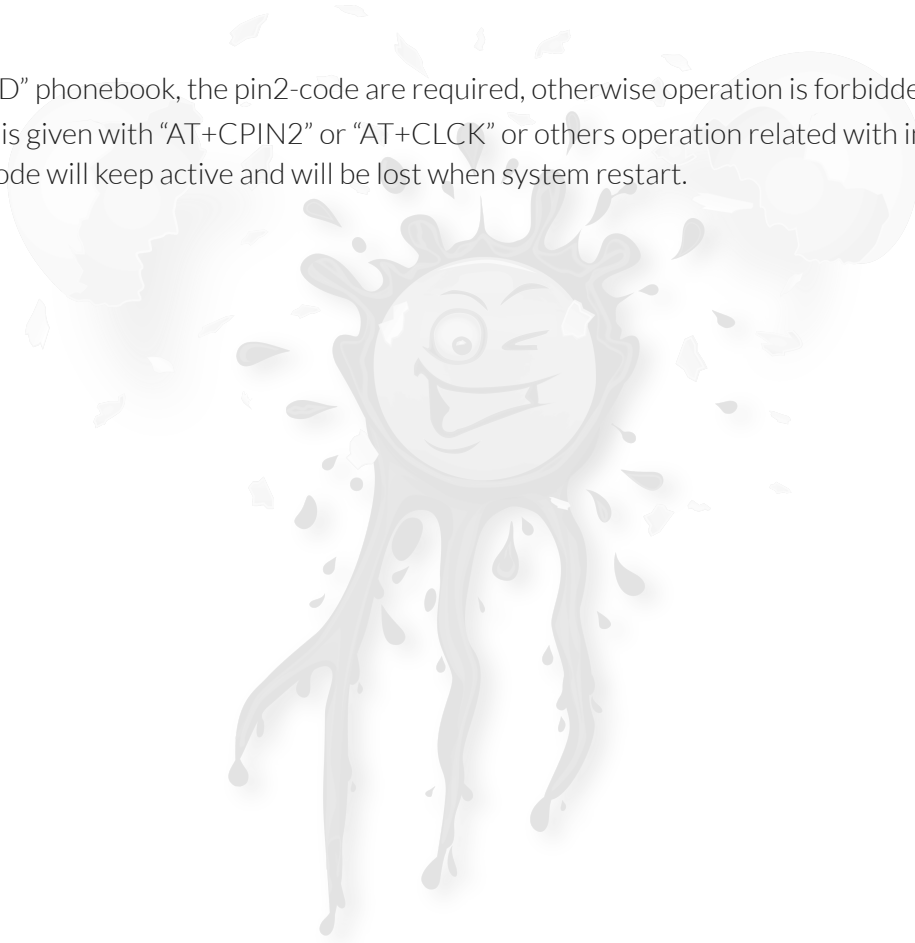 D” phonebook, the pin2-code are required, otherwise operation is forbidde
is given with “AT+CPIN2” or “AT+CLCK” or others operation related with i
ode will keep active and will be lost when system restart.